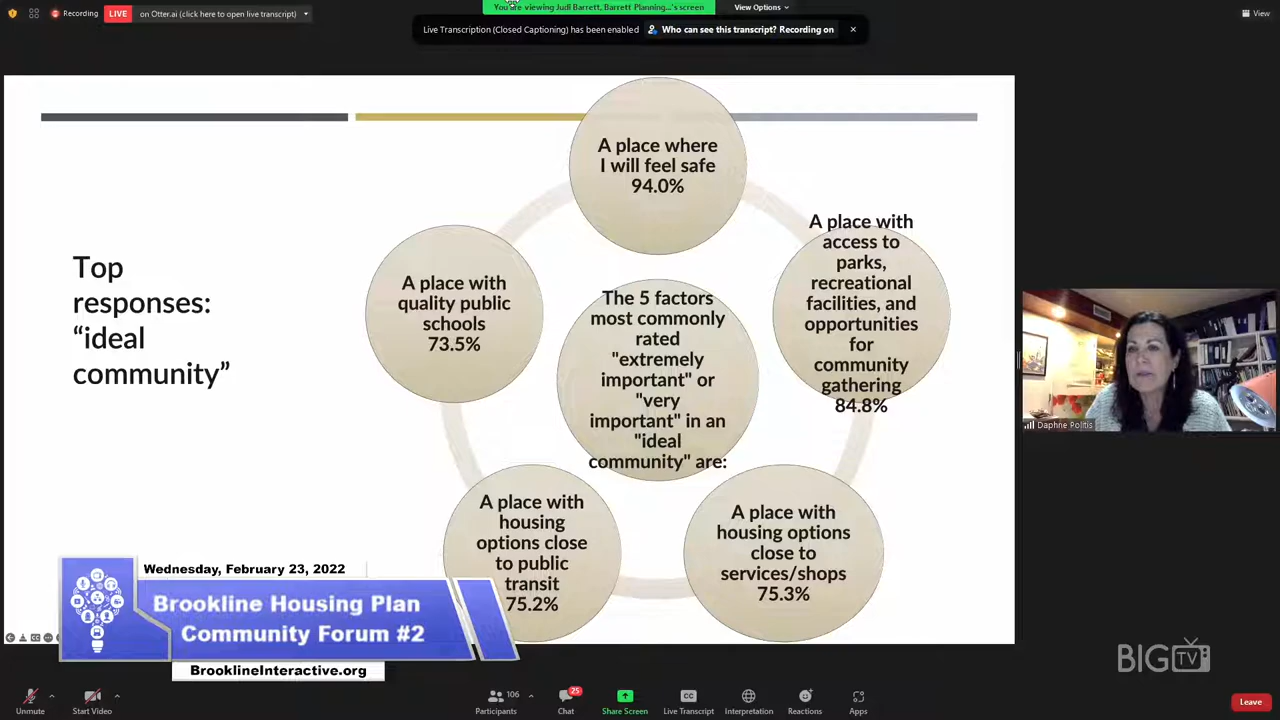 Recording
LIVE
on Otter.ai (click here to open live transcript)
You are viewing Judi Barrett, Barrett Planning...'s screen
View Options
View
Live Transcription (Closed Captioning) has been enabled
Who can see this transcript? Recording on
Top
responses:
“ideal
community”
A place where
I will feel safe
94.0%
A place with
access to
parks,
recreational
facilities, and
opportunities
for
community
gathering
84.8%
A place with
quality public
schools
73.5%
The 5 factors
most commonly
rated
"extremely
important" or
"very
important" in an
"ideal
community" are:
A place with
housing
options close
to public
transit
75.2%
A place with
housing options
close to
services/shops
75.3%
Daphne Politis
Wednesday, February 23, 2022
Brookline Housing Plan
Community Forum #2
BrooklineInteractive.org
BIG TV
Unmute
Start Video
106
Participants
25
Chat
Share Screen
CC
Live Transcript
Interpretation
Reactions
Apps
Leave